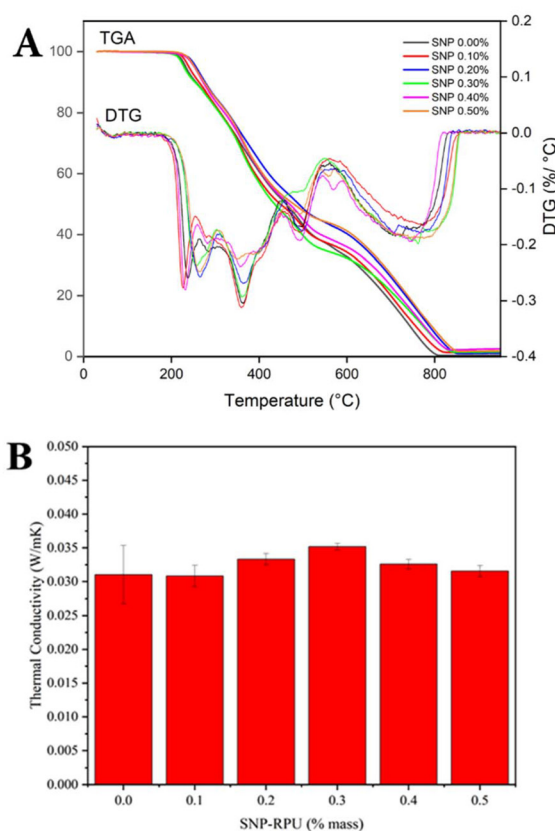 A
TGA
DTG
SNP 0.00%
SNP 0.10%
SNP 0.20%
SNP 0.30%
SNP 0.40%
SNP 0.50%
100
80
60
40
20
0
0.2
0.1
0.0
-0.1
-0.2
-0.3
-0.4
DTG (%/ °C)
0 200 400 600 800
Temperature (°C)
B
0.050
0.045
0.040
0.035
0.030
0.025
0.020
0.015
0.010
0.005
0.000
Thermal Conductivity (W/mK)
0.0 0.1 0.2 0.3 0.4 0.5
SNP-RPU (% mass)